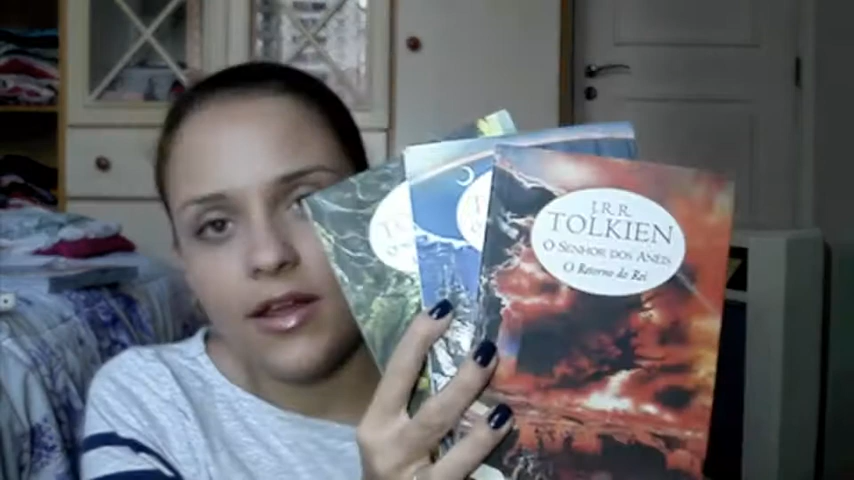 J.R.R.
TOLKIEN
O SENHOR DOS ANÉIS
O Retorno do Rei